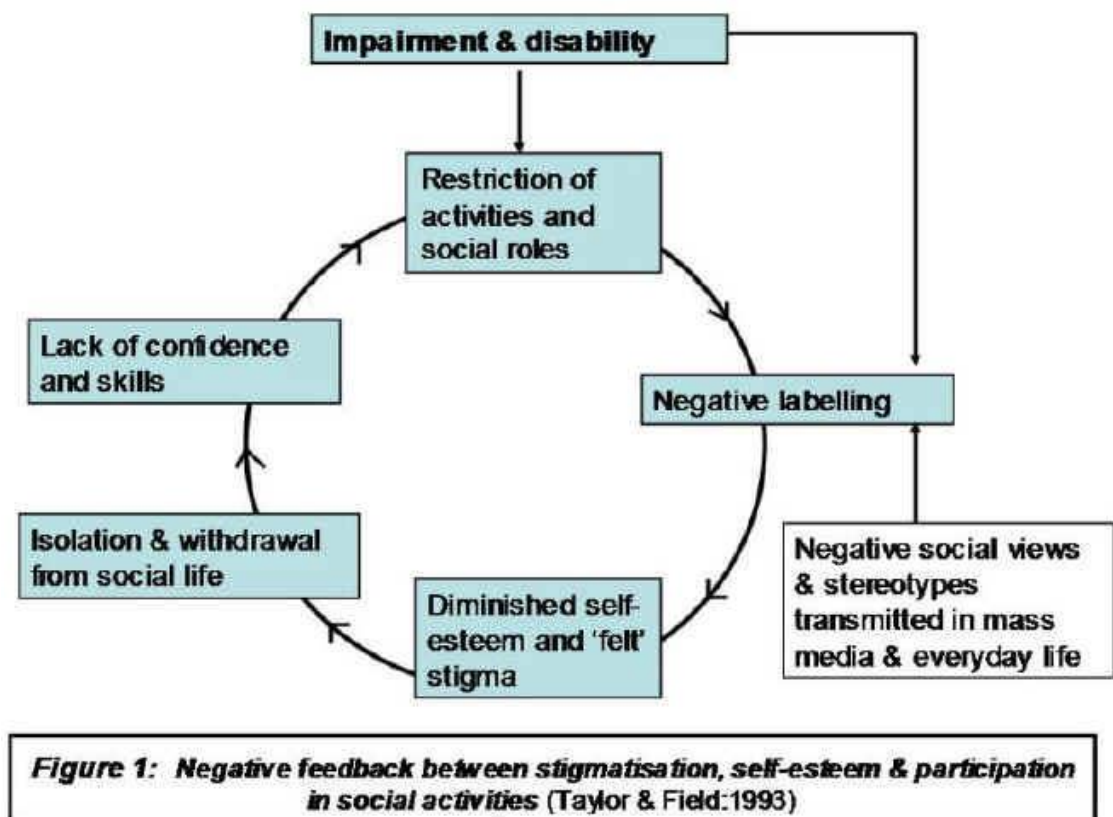 Impairment & disability
Restriction of
activities and
social roles
Lack of confidence
and skills
Negative labelling
Isolation & withdrawal
from social life
Negative social views
& stereotypes
transmitted in mass
media & everyday life
Diminished self-
esteem and ‘felt’
stigma
Figure 1: Negative feedback between stigmatisation, self-esteem & participation
in social activities (Taylor & Field:1993)